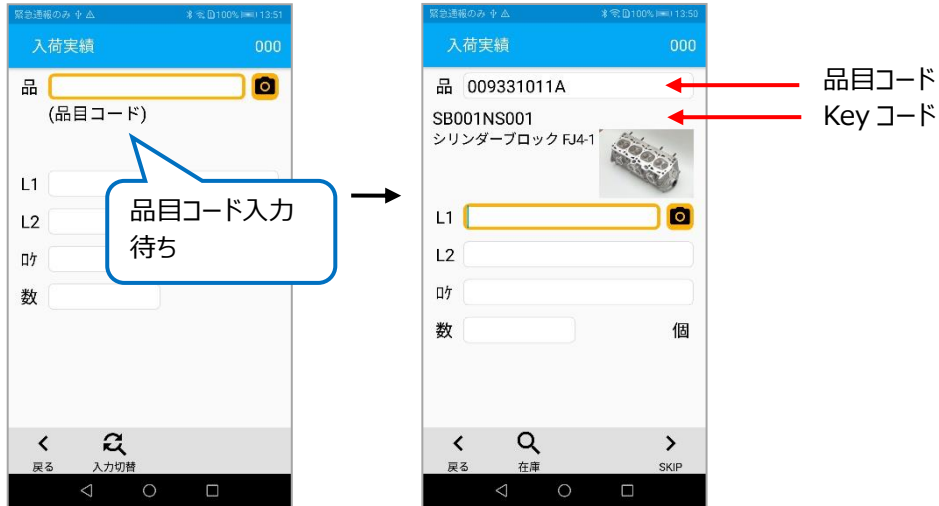 緊急通報のみ 100% 13:51
入荷実績 000
品
(品目コード)
L1
L2
ﾛｹ
数
品目コード入力
待ち
戻る 入力切替
緊急通報のみ 100% 13:50
入荷実績 000
品 009331011A
SB001NS001
シリンダーブロック FJ4-1
L1
L2
ﾛｹ
数 個
戻る 在庫 SKIP
品目コード
Key コード